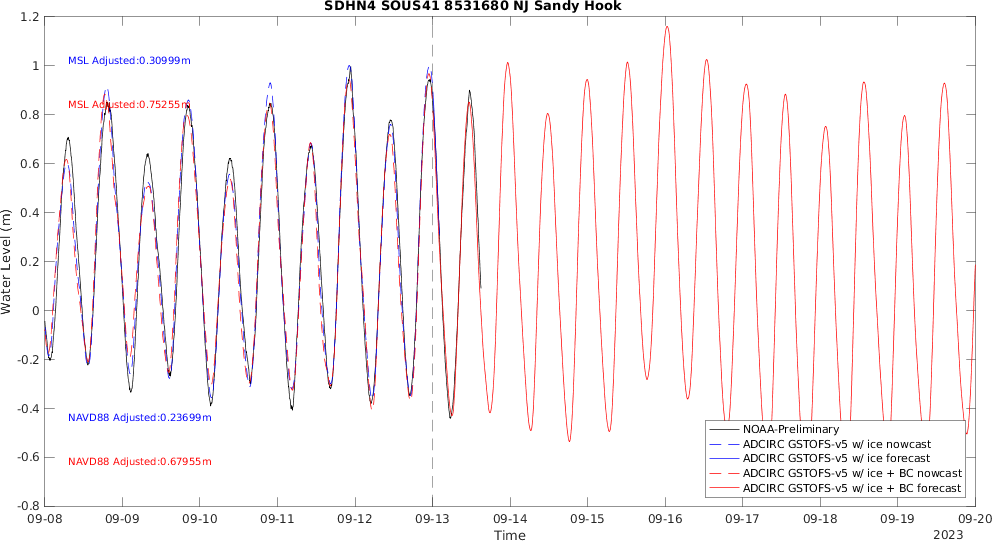 SDHN4 SOUS41 8531680 NJ Sandy Hook
1.2
1
0.8
0.6
0.4
0.2
0
-0.2
-0.4
-0.6
-0.8
Water Level (m)
MSL Adjusted:0.30999m
MSL Adjusted:0.75255m
NAVD88 Adjusted:0.23699m
NAVD88 Adjusted:0.67955m
NOAA-Preliminary
ADCIRC GSTOFS-v5 w/ ice nowcast
ADCIRC GSTOFS-v5 w/ ice forecast
ADCIRC GSTOFS-v5 w/ ice + BC nowcast
ADCIRC GSTOFS-v5 w/ ice + BC forecast
09-08 09-09 09-10 09-11 09-12 09-13 09-14 09-15 09-16 09-17 09-18 09-19 09-20
Time
2023